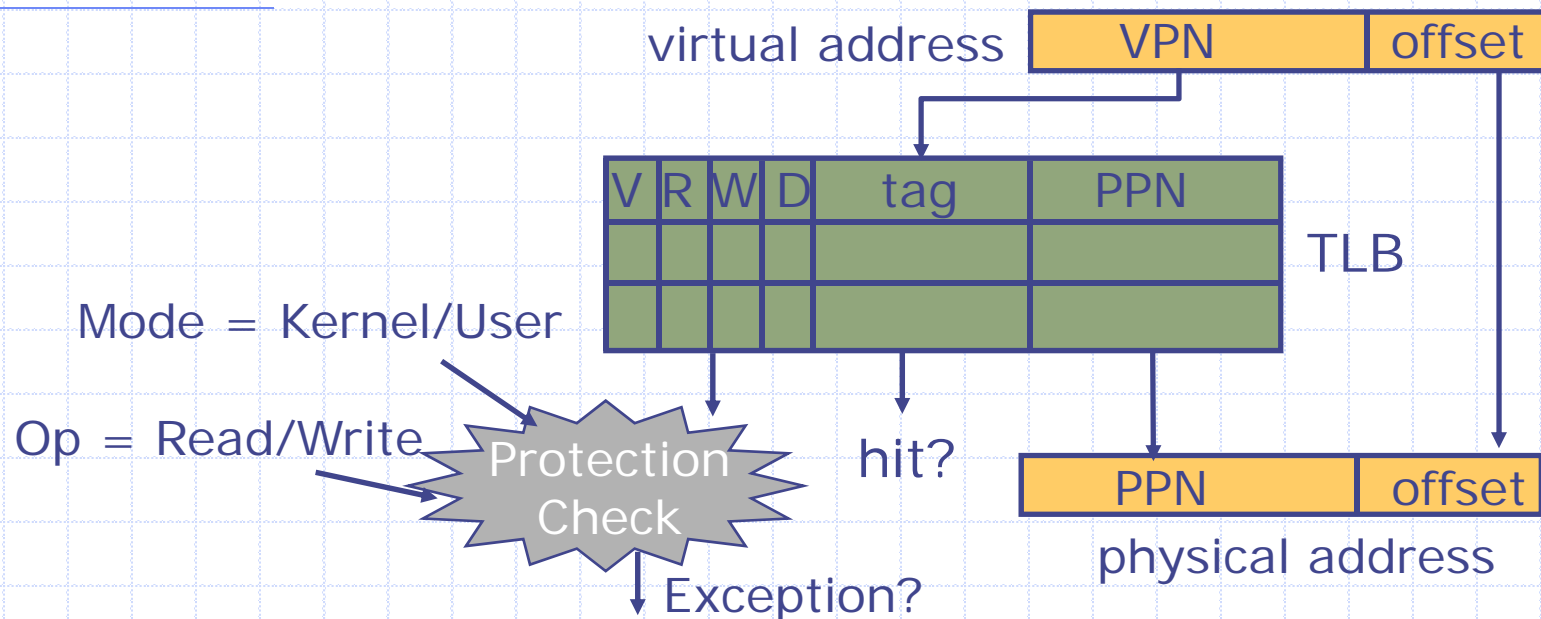 virtual address VPN offset
V R W D tag PPN
TLB
Mode = Kernel/User
Op = Read/Write
Protection
Check
hit?
PPN offset
physical address
Exception?